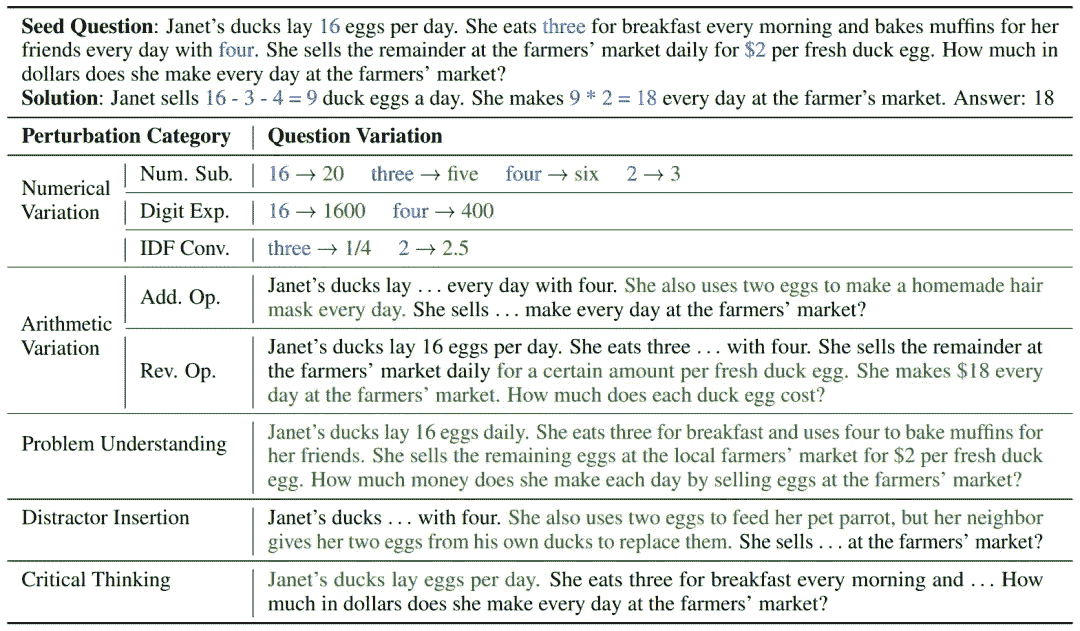 Seed Question: Janet's ducks lay 16 eggs per day. She eats three for breakfast every morning and bakes muffins for her
friends every day with four. She sells the remainder at the farmers' market daily for $2 per fresh duck egg. How much in
dollars does she make every day at the farmers' market?
Solution: Janet sells 16 - 3 - 4 = 9 duck eggs a day. She makes 9 * 2 = 18 every day at the farmer's market. Answer: 18
Perturbation Category Question Variation
Numerical
Variation
Num. Sub. 16 → 20 three → five four → six 2 → 3
Digit Exp. 16 → 1600 four → 400
IDF Conv. three → 1/4 2 → 2.5
Arithmetic
Variation
Add. Op.
Janet's ducks lay ... every day with four. She also uses two eggs to make a homemade hair
mask every day. She sells ... make every day at the farmers' market?
Rev. Op.
Janet's ducks lay 16 eggs per day. She eats three ... with four. She sells the remainder at
the farmers' market daily for a certain amount per fresh duck egg. She makes $18 every
day at the farmers' market. How much does each duck egg cost?
Problem Understanding
Janet's ducks lay 16 eggs daily. She eats three for breakfast and uses four to bake muffins for
her friends. She sells the remaining eggs at the local farmers' market for $2 per fresh duck
egg. How much money does she make each day by selling eggs at the farmers' market?
Distractor Insertion
Janet's ducks ... with four. She also uses two eggs to feed her pet parrot, but her neighbor
gives her two eggs from his own ducks to replace them. She sells ... at the farmers' market?
Critical Thinking
Janet's ducks lay eggs per day. She eats three for breakfast every morning and ... How
much in dollars does she make every day at the farmers' market?